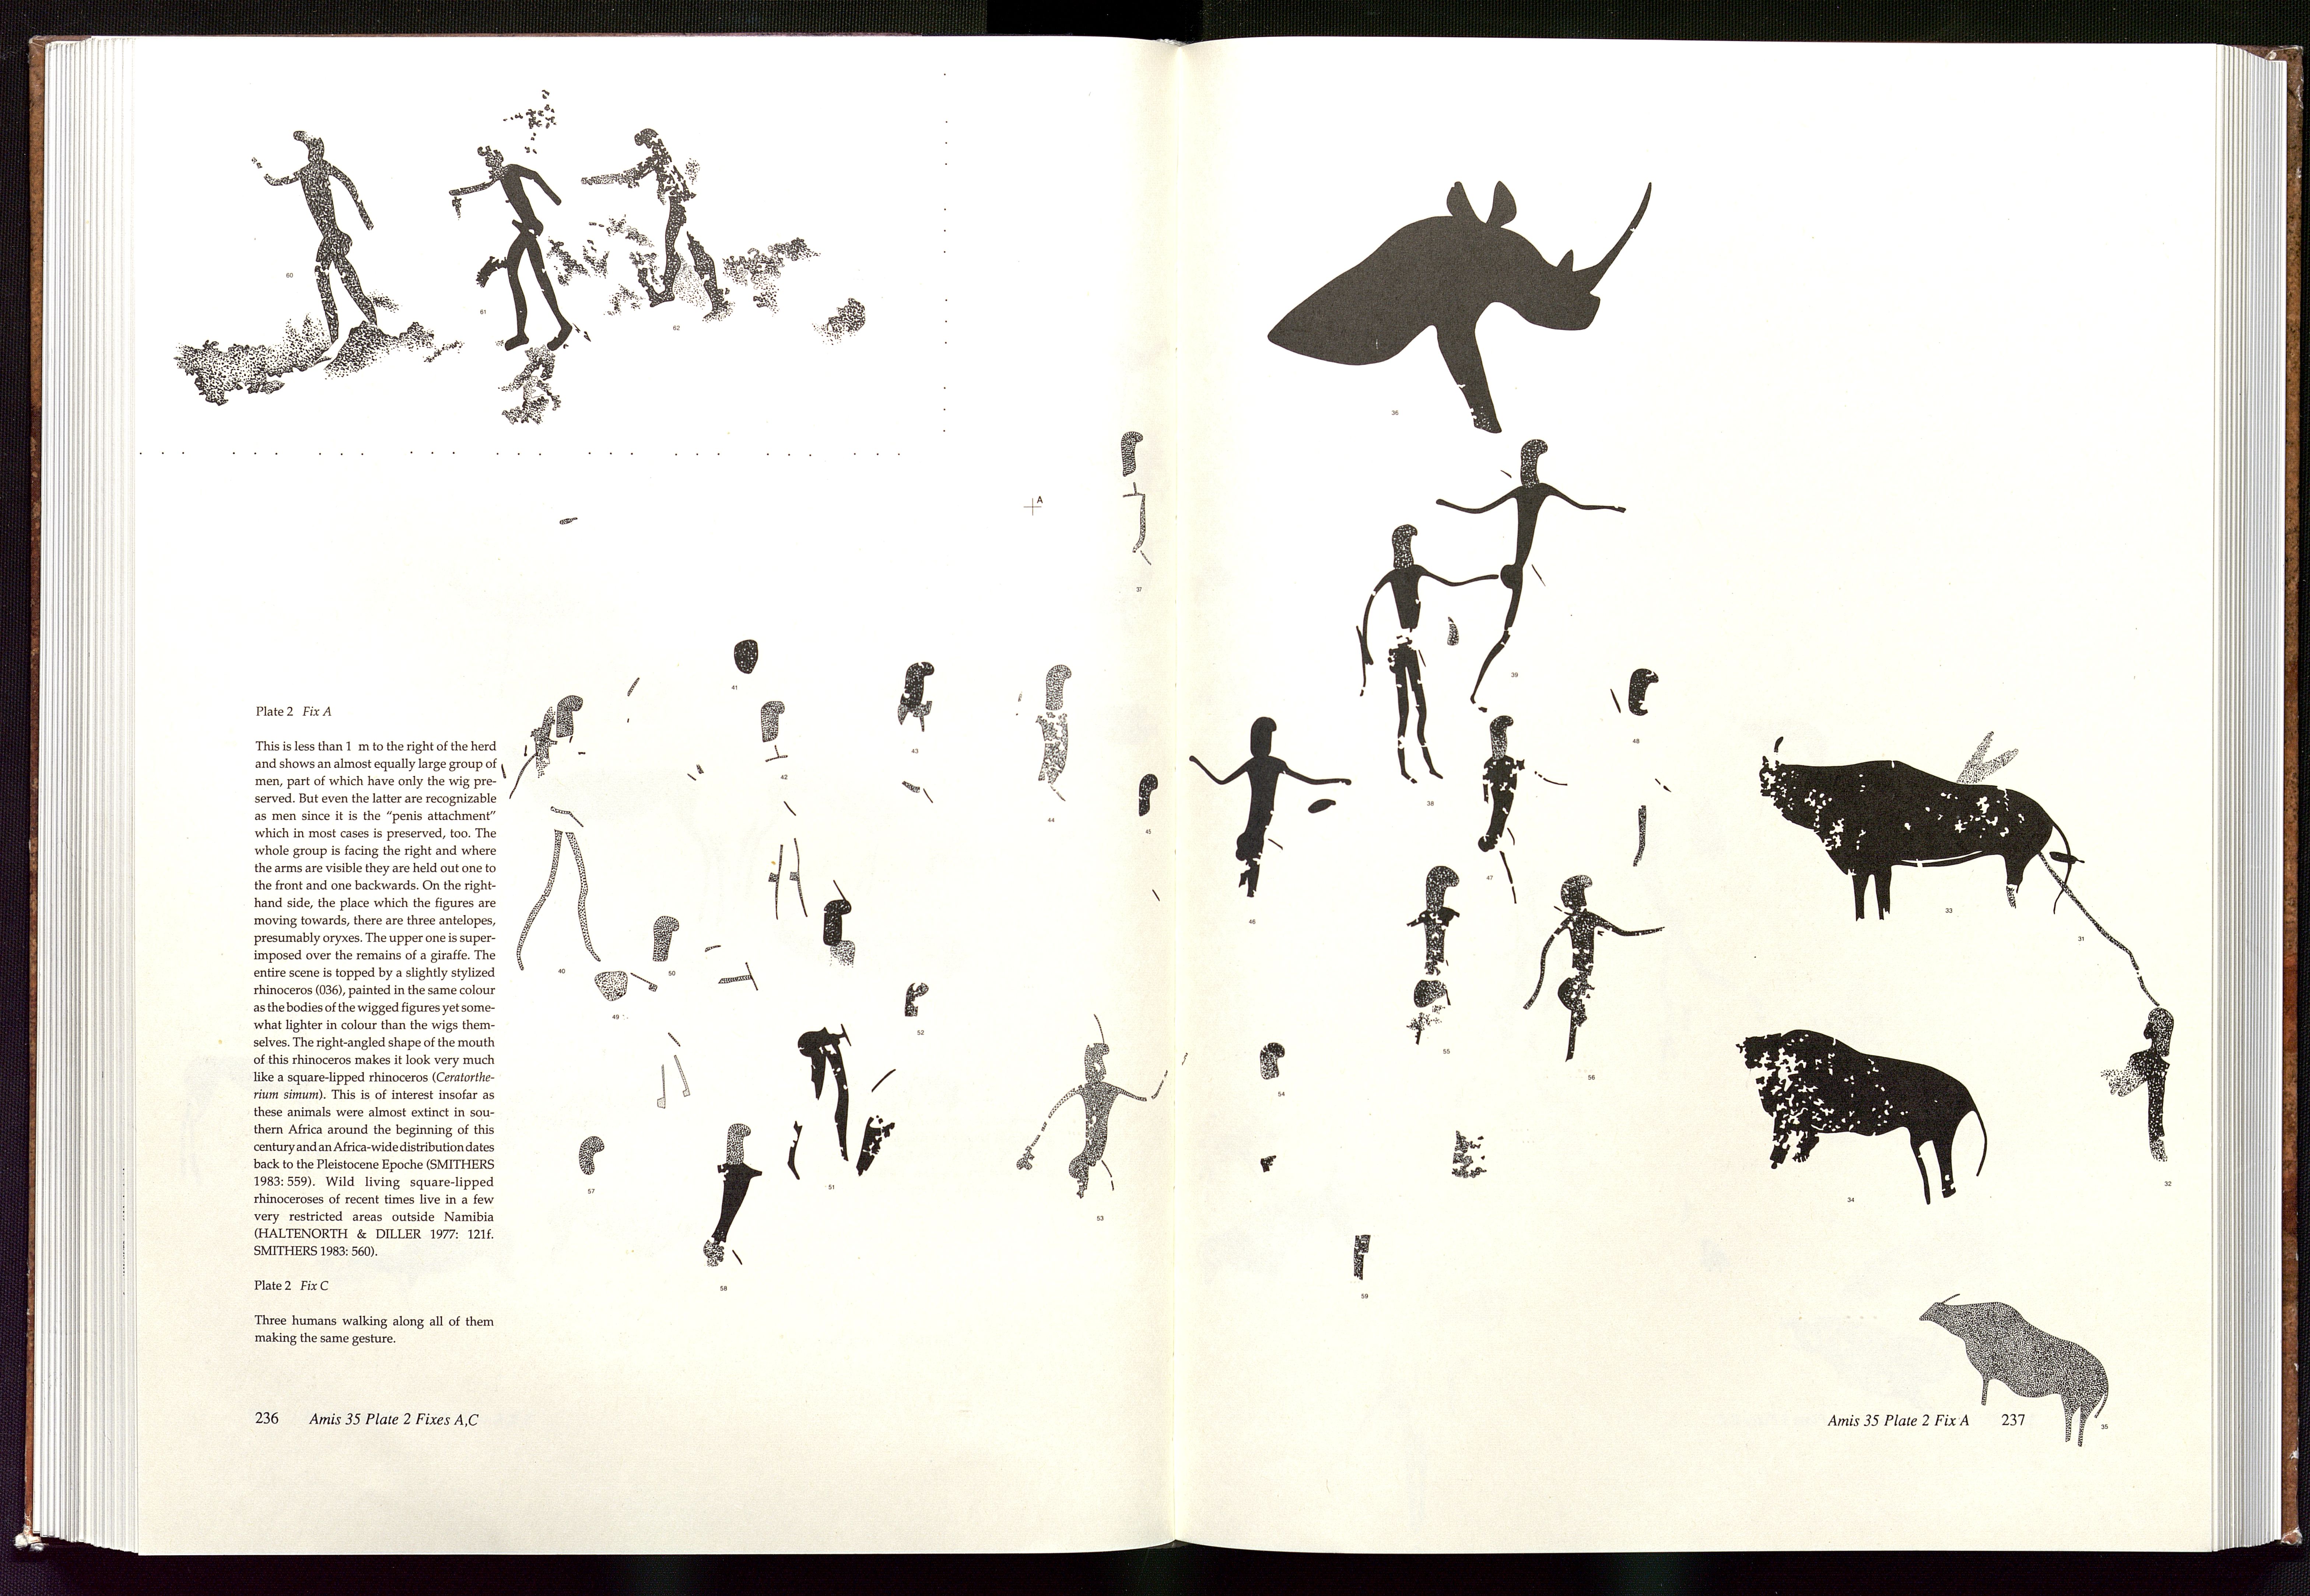 60
61
62
A
37
41
42
43
44
45
40
50
49
52
51
57
58
53
Plate 2 Fix A
This is less than 1 m to the right of the herd
and shows an almost equally large group of
men, part of which have only the wig pre-
served. But even the latter are recognizable
as men since it is the “penis attachment”
which in most cases is preserved, too. The
whole group is facing the right and where
the arms are visible they are held out one to
the front and one backwards. On the right-
hand side, the place which the figures are
moving towards, there are three antelopes,
presumably oryxes. The upper one is super-
imposed over the remains of a giraffe. The
entire scene is topped by a slightly stylized
rhinoceros (036), painted in the same colour
as the bodies of the wigged figures yet some-
what lighter in colour than the wigs them-
selves. The right-angled shape of the mouth
of this rhinoceros makes it look very much
like a square-lipped rhinoceros (Ceratorthe-
rium simum). This is of interest insofar as
these animals were almost extinct in sou-
thern Africa around the beginning of this
century and an Africa-wide distribution dates
back to the Pleistocene Epoche (SMITHERS
1983: 559). Wild living square-lipped
rhinoceroses of recent times live in a few
very restricted areas outside Namibia
(HALTENORTH & DILLER 1977: 121f.
SMITHERS 1983: 560).
Plate 2 Fix C
Three humans walking along all of them
making the same gesture.
236 Amis 35 Plate 2 Fixes A,C
36
39
38
48
46
47
33
31
55
56
54
34
32
59
35
Amis 35 Plate 2 Fix A 237